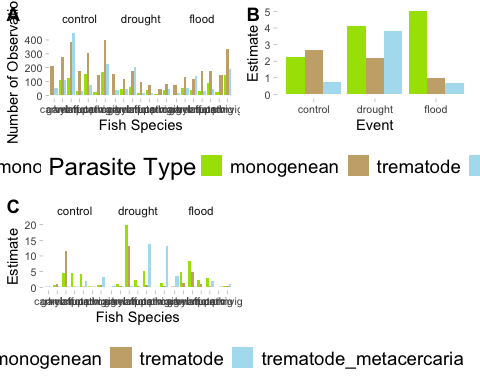 A
B
control drought flood
Number of Observatio
400
300
200
100
0
Fish Species
Estimate
5
4
3
2
1
0
control drought flood
Event
mono Parasite Type monogenean trematode
C
control drought flood
Estimate
20
15
10
5
0
Fish Species
monogenean trematode trematode_metacercaria